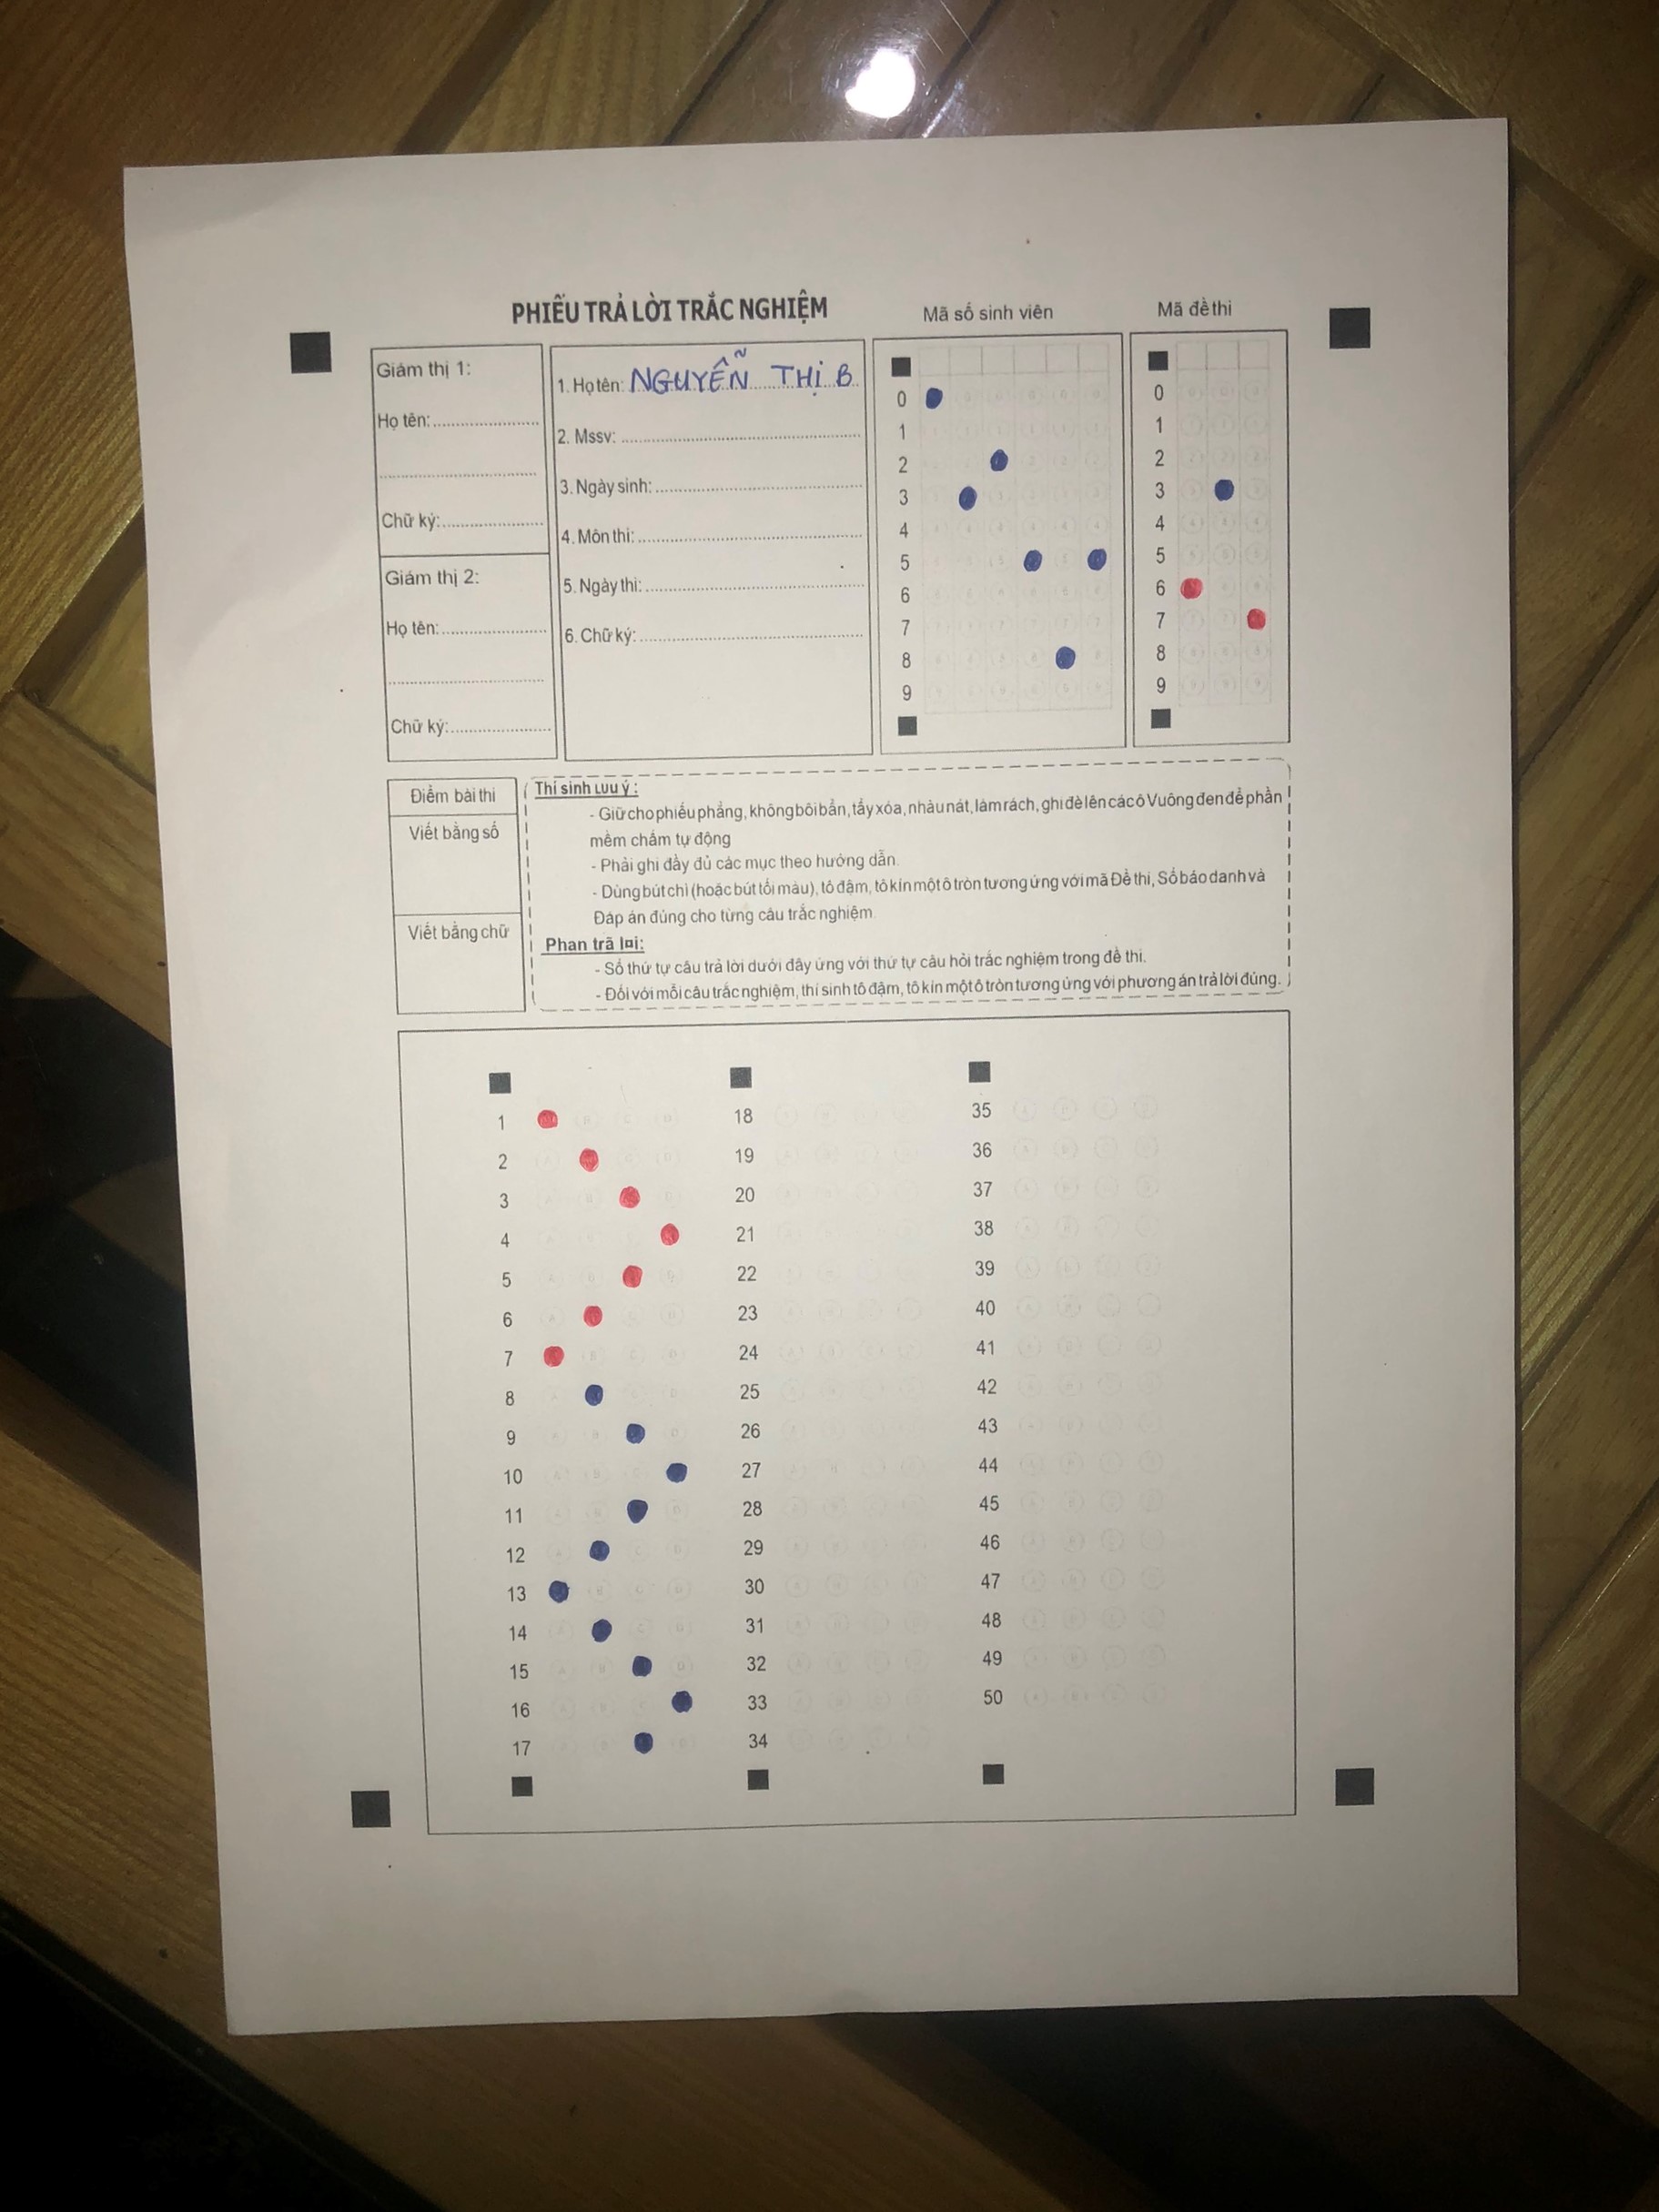 PHIẾU TRẢ LỜI TRẮC NGHIỆM
Mã số sinh viên
Mã đề thi
Giám thị 1:
Họ tên:
Chữ ký:
Giám thị 2:
Họ tên:
Chữ ký:
1. Họ tên: NGUYỄN THỊ B
2. Mssv:
3. Ngày sinh:
4. Môn thi:
5. Ngày thi:
6. Chữ ký:
0
1
2
3
4
5
6
7
8
9
0
1
2
3
4
5
6
7
8
9
Điểm bài thi
Viết bằng số
Viết bằng chữ
Thí sinh Lưu ý :
- Giữ cho phiếu phẳng, không bôi bẩn, tẩy xóa, nhàu nát, làm rách, ghi đè lên các ô Vuông đen để phần
mềm chấm tự động
- Phải ghi đầy đủ các mục theo hướng dẫn.
- Dùng bút chì (hoặc bút tối màu), tô đậm, tô kín một ô tròn tương ứng với mã Đề thi, Số báo danh và
Đáp án đúng cho từng câu trắc nghiệm.
Phan trã lại:
- Số thứ tự câu trả lời dưới đây ứng với thứ tự câu hỏi trắc nghiệm trong đề thi.
- Đối với mỗi câu trắc nghiệm, thí sinh tô đậm, tô kín một ô tròn tương ứng với phương án trả lời đúng.
1
2
3
4
5
6
7
8
9
10
11
12
13
14
15
16
17
18
19
20
21
22
23
24
25
26
27
28
29
30
31
32
33
34
35
36
37
38
39
40
41
42
43
44
45
46
47
48
49
50